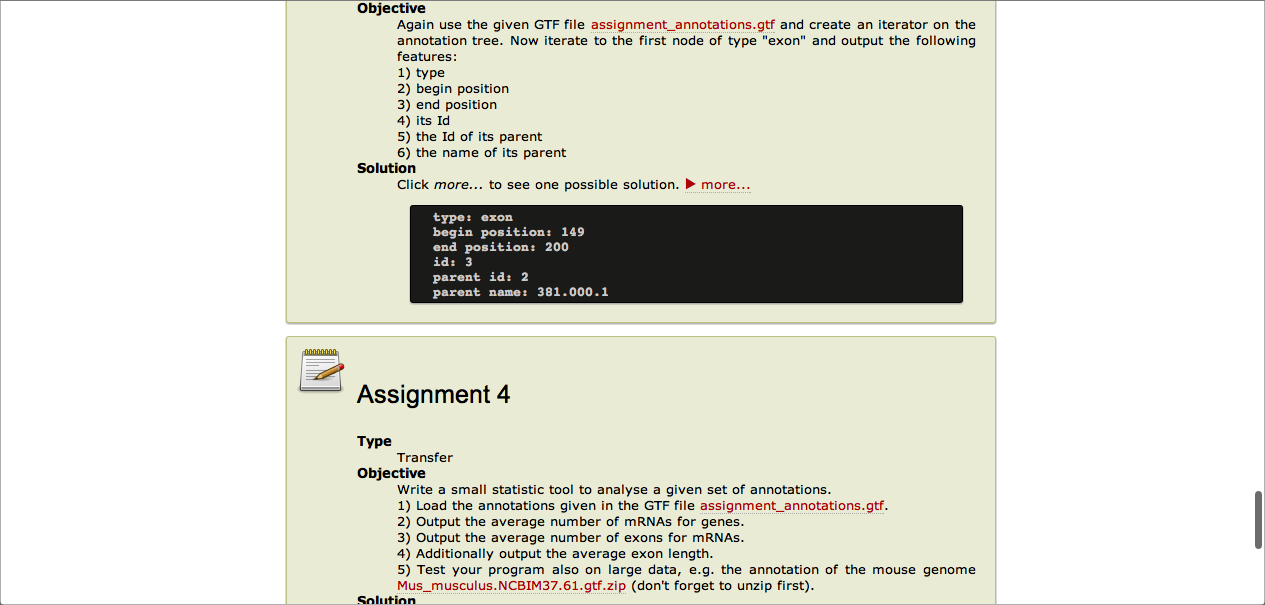 Objective
Again use the given GTF file assignment_annotations.gtf and create an iterator on the
annotation tree. Now iterate to the first node of type "exon" and output the following
features:
1) type
2) begin position
3) end position
4) its Id
5) the Id of its parent
6) the name of its parent
Solution
Click more... to see one possible solution. ▶ more...
type: exon
begin position: 149
end position: 200
id: 3
parent id: 2
parent name: 381.000.1
Assignment 4
Type
Transfer
Objective
Write a small statistic tool to analyse a given set of annotations.
1) Load the annotations given in the GTF file assignment_annotations.gtf.
2) Output the average number of mRNAs for genes.
3) Output the average number of exons for mRNAs.
4) Additionally output the average exon length.
5) Test your program also on large data, e.g. the annotation of the mouse genome
Mus_musculus.NCBIM37.61.gtf.zip (don't forget to unzip first).
Solution